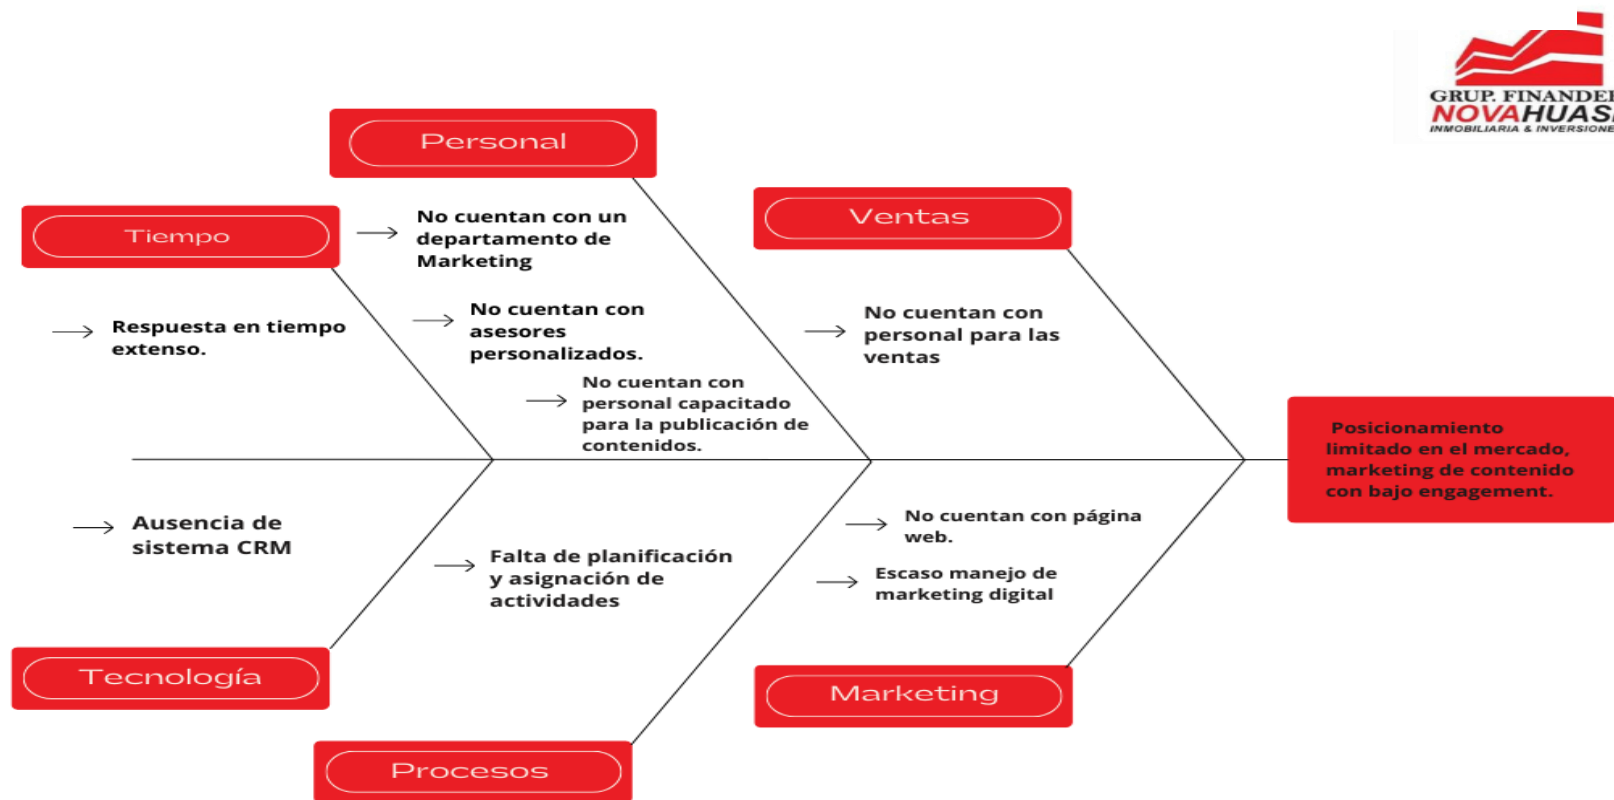 GRUP. FINANDER
NOVAHUASI
INMOBILIARIA & INVERSIONES
Personal
Tiempo
Ventas
No cuentan con un
departamento de
Marketing
Respuesta en tiempo
extenso.
No cuentan con
asesores
personalizados.
No cuentan con
personal para las
ventas
No cuentan con
personal capacitado
para la publicación de
contenidos.
Posicionamiento
limitado en el mercado,
marketing de contenido
con bajo engagement.
Ausencia de
sistema CRM
Falta de planificación
y asignación de
actividades
No cuentan con página
web.
Escaso manejo de
marketing digital
Tecnología
Marketing
Procesos